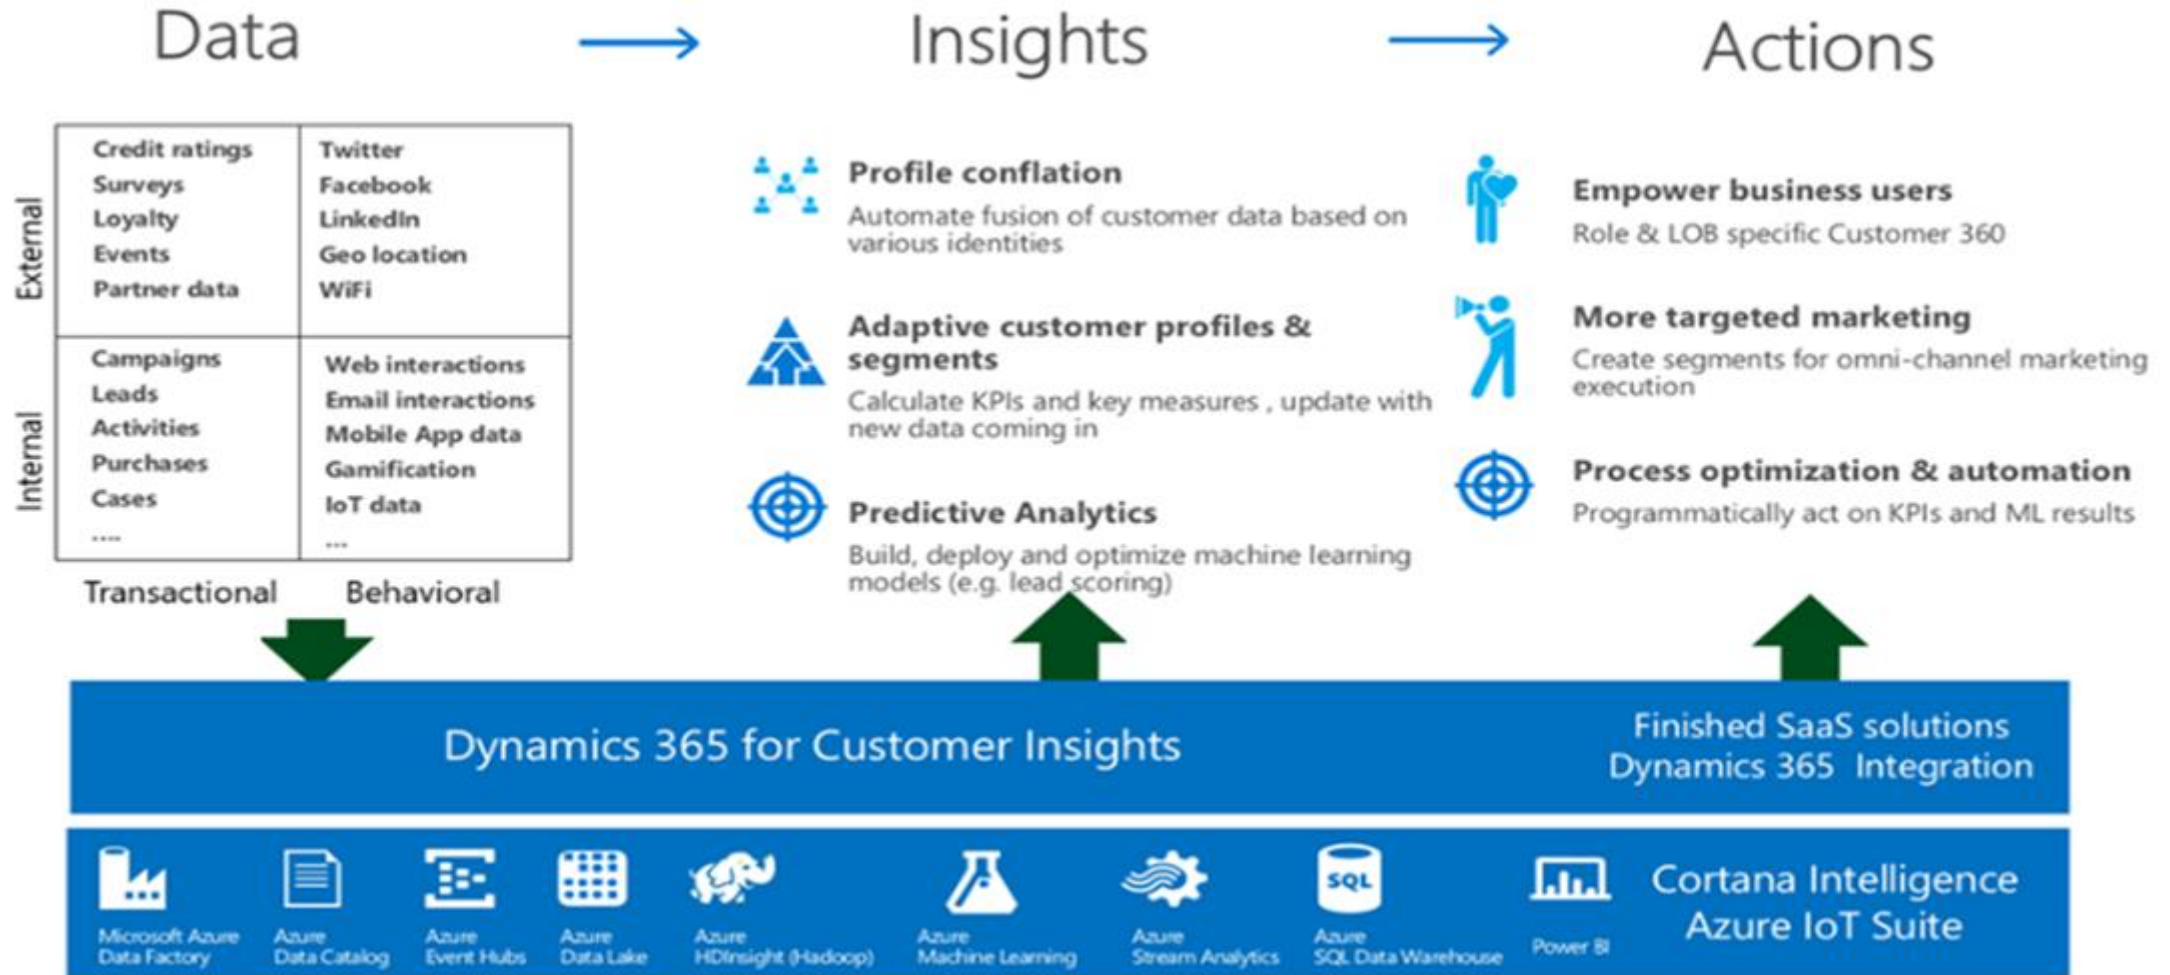 Data
Insights
Actions
External
Credit ratings
Surveys
Loyalty
Events
Partner data
Twitter
Facebook
LinkedIn
Geo location
WiFi
Internal
Campaigns
Leads
Activities
Purchases
Cases
....
Web interactions
Email interactions
Mobile App data
Gamification
IoT data
...
Transactional
Behavioral
Profile conflation
Automate fusion of customer data based on
various identities
Adaptive customer profiles &
segments
Calculate KPIs and key measures , update with
new data coming in
Predictive Analytics
Build, deploy and optimize machine learning
models (e.g. lead scoring)
Empower business users
Role & LOB specific Customer 360
More targeted marketing
Create segments for omni-channel marketing
execution
Process optimization & automation
Programmatically act on KPIs and ML results
Dynamics 365 for Customer Insights
Finished SaaS solutions
Dynamics 365 Integration
Microsoft Azure
Data Factory
Azure
Data Catalog
Azure
Event Hubs
Azure
Data Lake
Azure
HDInsight (Hadoop)
Azure
Machine Learning
Azure
Stream Analytics
SQL
Azure
SQL Data Warehouse
Power BI
Cortana Intelligence
Azure IoT Suite